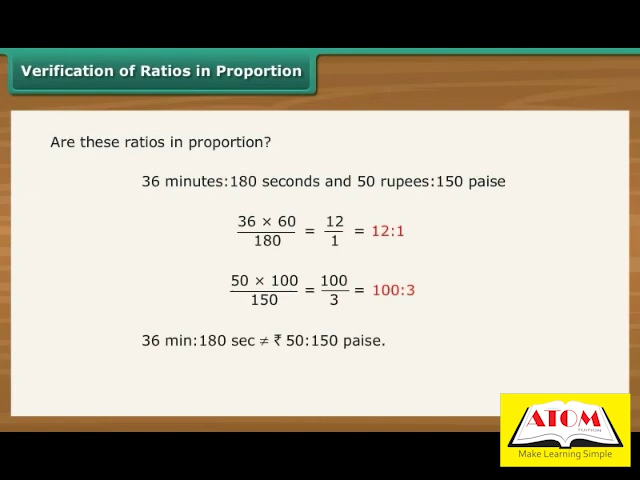 Verification of Ratios in Proportion
Are these ratios in proportion?
36 minutes:180 seconds and 50 rupees:150 paise
36 × 60 / 180 = 12 / 1 = 12:1
50 × 100 / 150 = 100 / 3 = 100:3
36 min:180 sec ≠ ₹ 50:150 paise.
ATOM
TUITION
Make Learning Simple